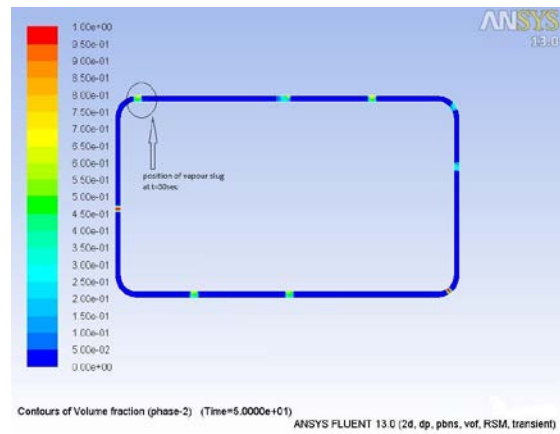 ANSYS
13.0
1.00e+00
9.50e-01
9.00e-01
8.50e-01
8.00e-01
7.50e-01
7.00e-01
6.50e-01
6.00e-01
5.50e-01
5.00e-01
4.50e-01
4.00e-01
3.50e-01
3.00e-01
2.50e-01
2.00e-01
1.50e-01
1.00e-01
5.00e-02
0.00e+00
position of vapour slug
at t=50sec
Contours of Volume fraction (phase-2) (Time=5.0000e+01)
ANSYS FLUENT 13.0 (2d, dp, pbns, vof, RSM, transient)